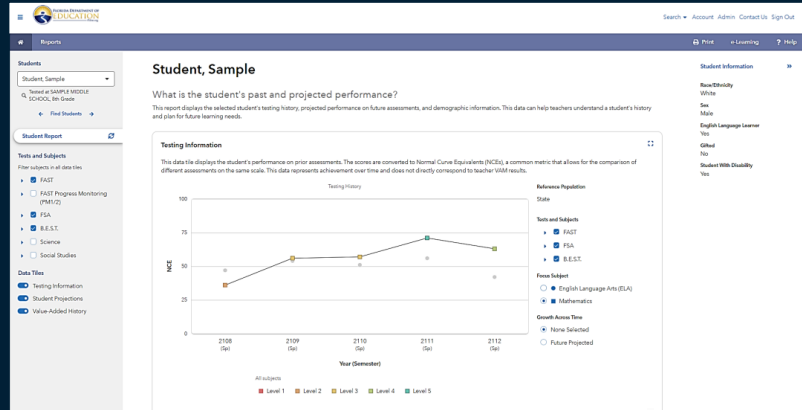 FLORIDA DEPARTMENT OF
EDUCATION
Search Account Admin Contact Us Sign Out
Reports
Print e-Learning ? Help
Students
Student, Sample
Tested at SAMPLE MIDDLE
SCHOOL, 8th Grade
Find Students
Student Report
Tests and Subjects
Filter subjects in all data tiles
FAST
FAST Progress Monitoring
(PM1/2)
FSA
B.E.S.T.
Science
Social Studies
Data Tiles
Testing Information
Student Projections
Value-Added History
Student, Sample
What is the student's past and projected performance?
This report displays the selected student's testing history, projected performance on future assessments, and demographic information. This data can help teachers understand a student's history
and plan for future learning needs.
Testing Information
This data tile displays the student's performance on prior assessments. The scores are converted to Normal Curve Equivalents (NCEs), a common metric that allows for the comparison of
different assessments on the same scale. This data represents achievement over time and does not directly correspond to teacher VAM results.
Testing History
100
75
50
25
0
NCE
2108 2109 2110 2111 2112
(Sp) (Sp) (Sp) (Sp) (Sp)
Year (Semester)
All subjects
Level 1 Level 2 Level 3 Level 4 Level 5
Reference Population
State
Tests and Subjects
FAST
FSA
B.E.S.T.
Focus Subject
English Language Arts (ELA)
Mathematics
Growth Across Time
None Selected
Future Projected
Student Information
Race/Ethnicity
White
Sex
Male
English Language Learner
Yes
Gifted
No
Student With Disability
Yes